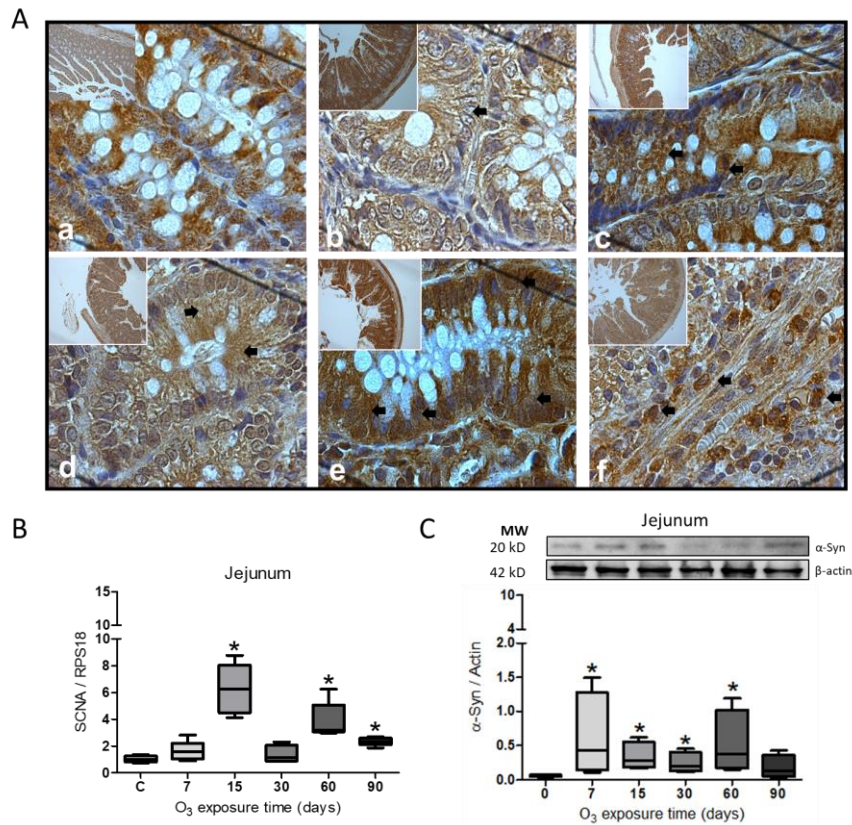 A
a
b
c
d
e
f
B
Jejunum
SCNA / RPS18
15
10
10
8
6
4
2
0
*
*
*
C
7
15
30
60
90
O3 exposure time (days)
C
Jejunum
MW
20 kD
α-Syn
42 kD
β-actin
α-Syn / Actin
10
4
2.0
1.5
1.0
0.5
0.0
*
*
*
*
0
7
15
30
60
90
O3 exposure time (days)